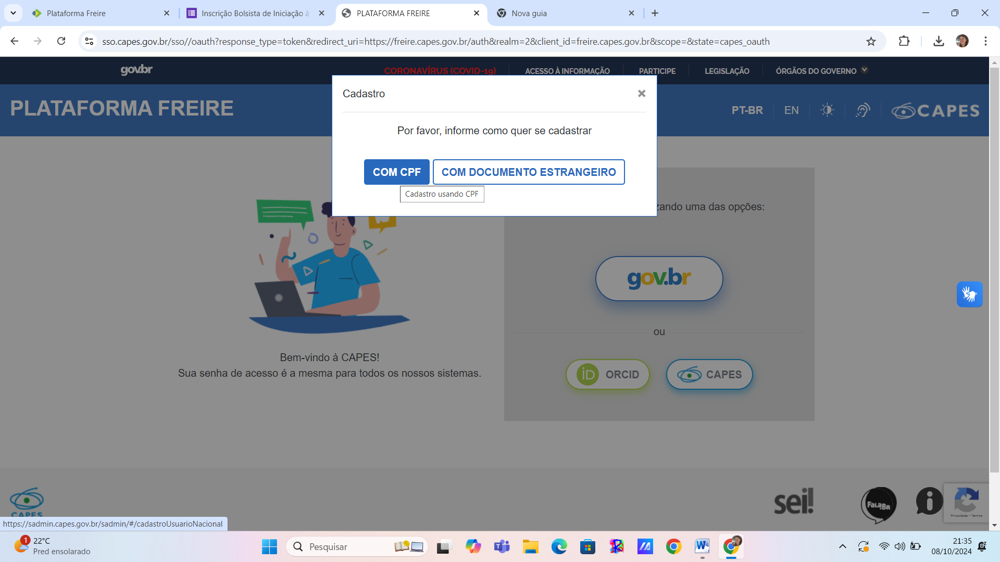 Plataforma Freire
Inscrição Bolsista de Iniciação à
PLATAFORMA FREIRE
Nova guia
sso.capes.gov.br/sso//oauth?response_type=token&redirect_uri=https://freire.capes.gov.br/auth&realm=2&client_id=freire.capes.gov.br&scope=&state=capes_oauth
gov.br
CORONAVÍRUS (COVID-19)
ACESSO À INFORMAÇÃO
PARTICIPE
LEGISLAÇÃO
ÓRGÃOS DO GOVERNO
PLATAFORMA FREIRE
PT-BR
EN
CAPES
Cadastro
Por favor, informe como quer se cadastrar
COM CPF
COM DOCUMENTO ESTRANGEIRO
Cadastro usando CPF
zando uma das opções:
gov.br
ou
iD ORCID
CAPES
Bem-vindo à CAPES!
Sua senha de acesso é a mesma para todos os nossos sistemas.
CAPES
sei!
FALA.BR
Privacidade - Termos
https://sadmin.capes.gov.br/sadmin/#/cadastroUsuarioNacional
1
22°C
Pred ensolarado
Pesquisar
21:35
08/10/2024